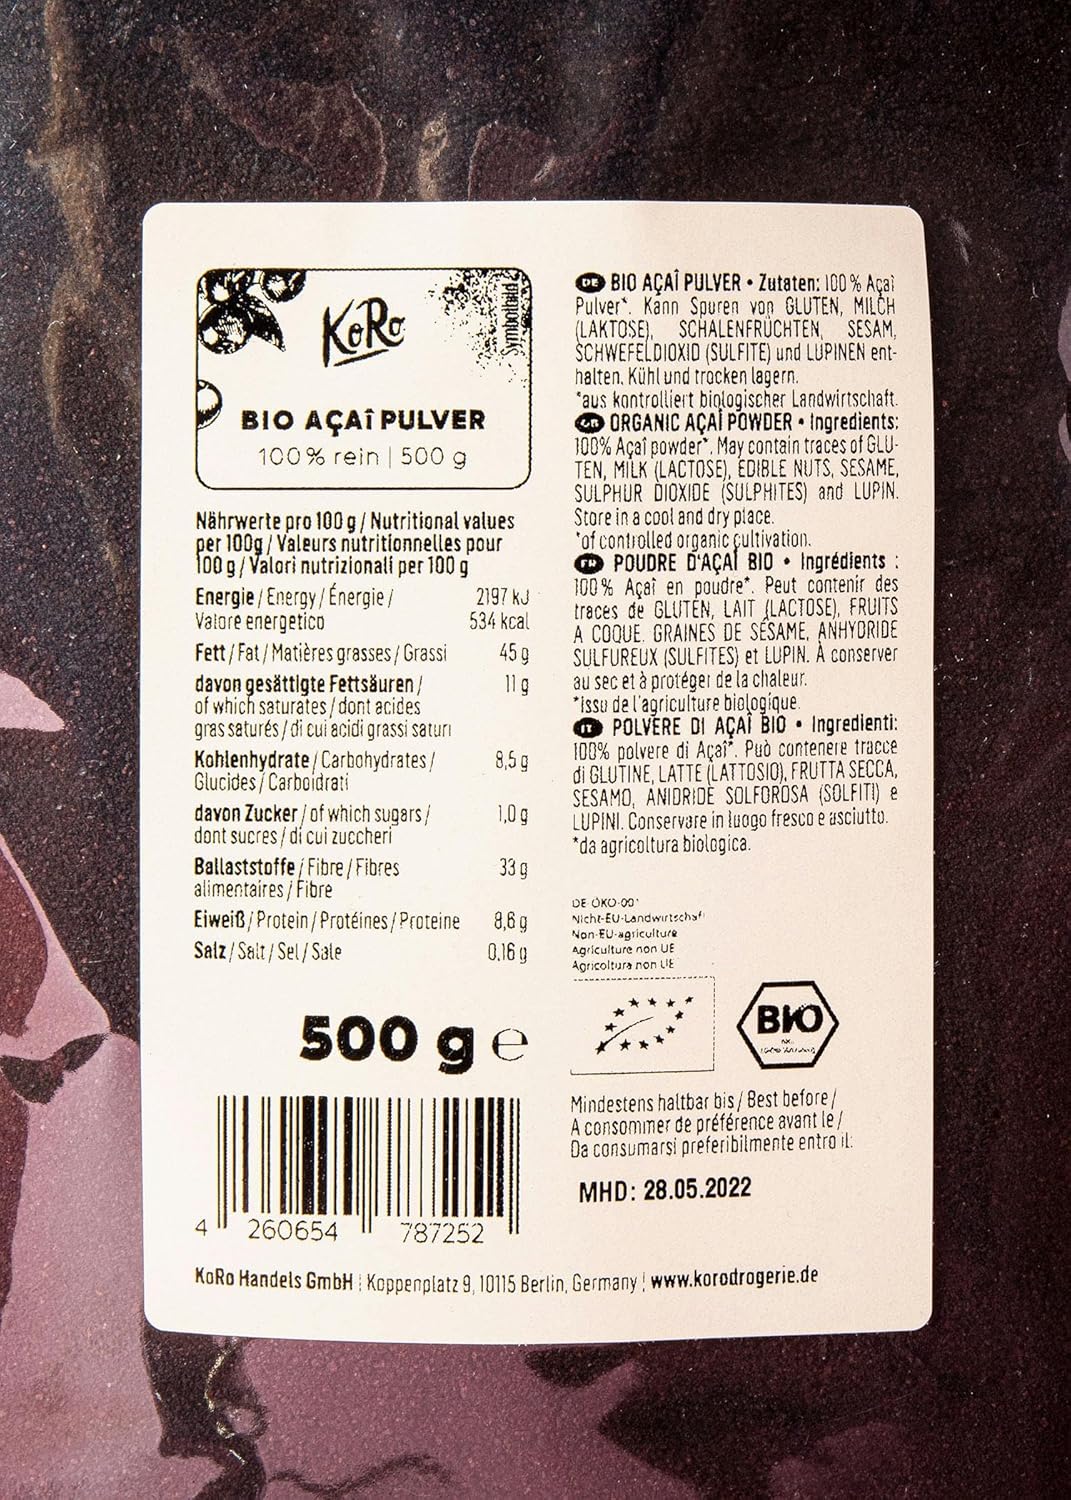 KoRo
Symbolbild
BIO AÇAÎ PULVER
100 % rein | 500 g
Nährwerte pro 100 g / Nutritional values
per 100g / Valeurs nutritionnelles pour
100 g / Valori nutrizionali per 100 g
Energie / Energy / Énergie / 2197 kJ
Valore energetico 534 kcal
Fett / Fat / Matières grasses / Grassi 45 g
davon gesättigte Fettsäuren / 11 g
of which saturates / dont acides
gras saturés / di cui acidi grassi saturi
Kohlenhydrate / Carbohydrates / 8,5 g
Glucides / Carboidrati
davon Zucker / of which sugars / 1,0 g
dont sucres / di cui zuccheri
Ballaststoffe / Fibre / Fibres 33 g
alimentaires / Fibre
Eiweiß / Protein / Protéines / Proteine 8,6 g
Salz / Salt / Sel / Sale 0,16 g
500 g e
4 260654 787252
DE BIO AÇAÎ PULVER • Zutaten: 100 % Açaî
Pulver*. Kann Spuren von GLUTEN, MILCH
(LAKTOSE), SCHALENFRÜCHTEN, SESAM,
SCHWEFELDIOXID (SULFITE) und LUPINEN ent-
halten. Kühl und trocken lagern.
*aus kontrolliert biologischer Landwirtschaft.
GB ORGANIC AÇAÎ POWDER • Ingredients:
100% Açaî powder*. May contain traces of GLU-
TEN, MILK (LACTOSE), EDIBLE NUTS, SESAME,
SULPHUR DIOXIDE (SULPHITES) and LUPIN.
Store in a cool and dry place.
*of controlled organic cultivation.
FR POUDRE D'AÇAÎ BIO • Ingrédients :
100 % Açaî en poudre*. Peut contenir des
traces de GLUTEN, LAIT (LACTOSE), FRUITS
A COQUE. GRAINES DE SÉSAME, ANHYDRIDE
SULFUREUX (SULFITES) et LUPIN. À conserver
au sec et à protéger de la chaleur.
*issu de l'agriculture biologique.
IT POLVERE DI AÇAÎ BIO • Ingredienti:
100% polvere di Açaî*. Può contenere tracce
di GLUTINE, LATTE (LATTOSIO), FRUTTA SECCA,
SESAMO, ANIDRIDE SOLFOROSA (SOLFITI) e
LUPINI. Conservare in luogo fresco e asciutto.
*da agricoltura biologica.
DE-ÖKO-00
Nicht-EU-Landwirtschaf
Non-EU-agriculture
Agriculture non UE
Agricoltura non UE
BIO
Mindestens haltbar bis / Best before /
A consommer de préférence avant le /
Da consumarsi preferibilmente entro il:
MHD: 28.05.2022
KoRo Handels GmbH | Koppenplatz 9, 10115 Berlin, Germany | www.korodrogerie.de